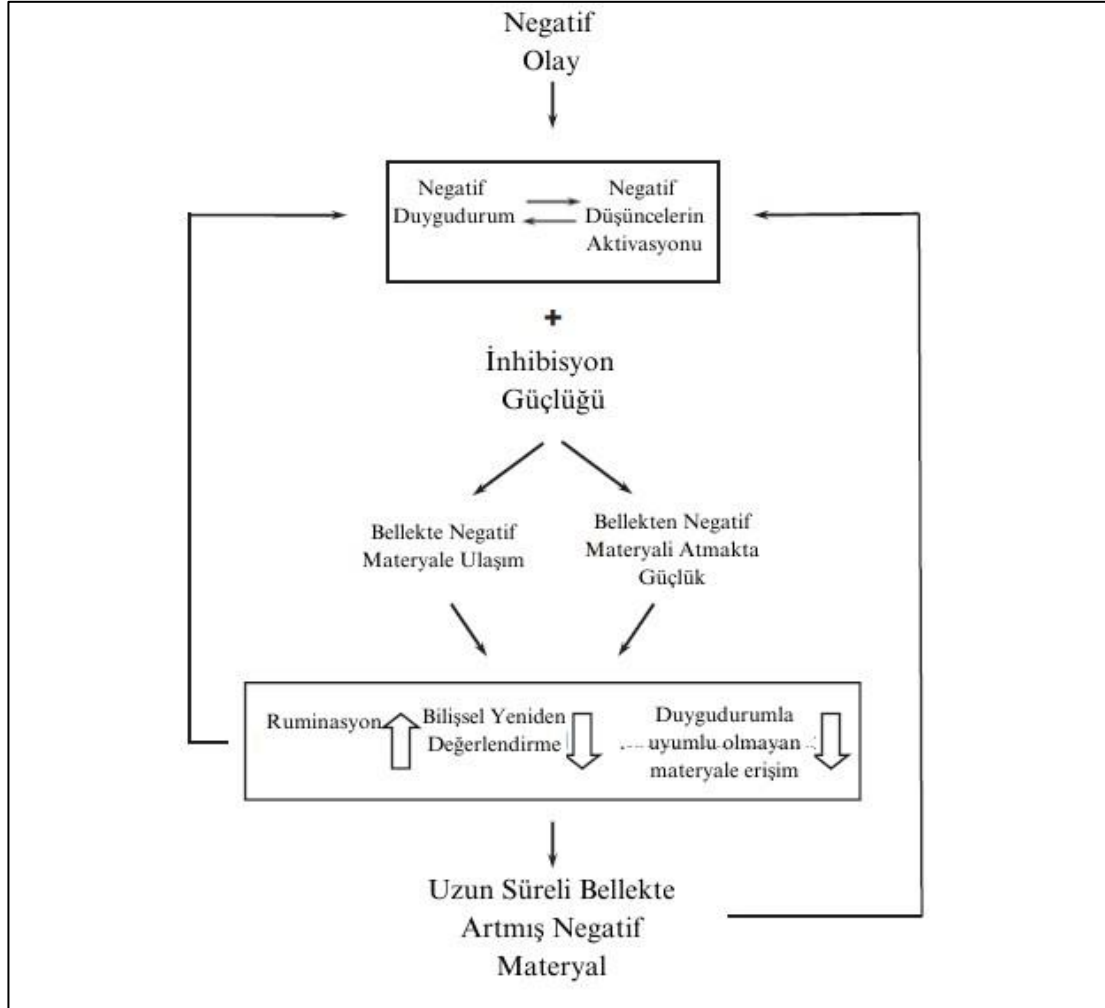 Negatif
Olay
Negatif
Duygudurum
Negatif
Düşüncelerin
Aktivasyonu
+
İnhibisyon
Güçlüğü
Bellekte Negatif
Materyale Ulaşım
Bellekten Negatif
Materyali Atmakta
Güçlük
Ruminasyon
Bilişsel Yeniden
Değerlendirme
Duygudurumla
uyumlu olmayan
materyale erişim
Uzun Süreli Bellekte
Artmış Negatif
Materyal